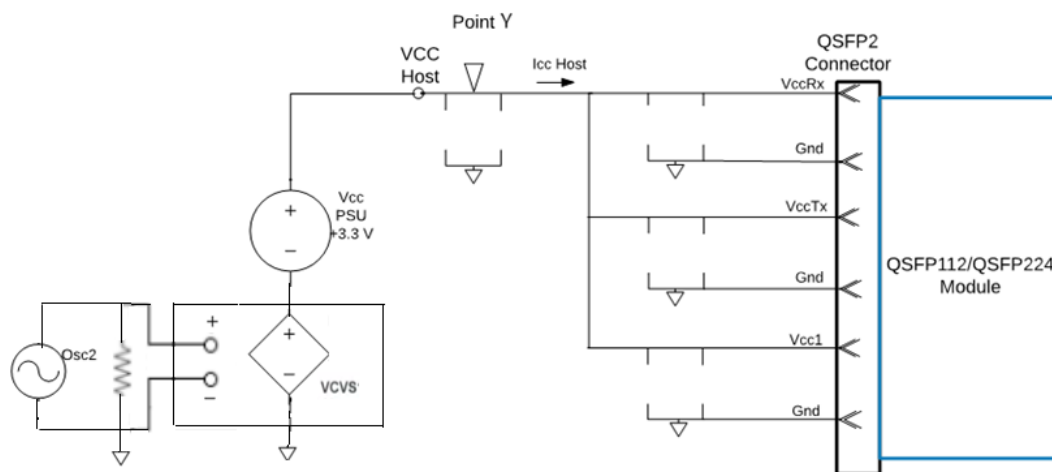 Point Y
VCC
Host
Icc Host
QSFP2
Connector
VccRx
Gnd
VccTx
Gnd
Vcc1
Gnd
QSFP112/QSFP224
Module
Vcc
PSU
+3.3 V
+
−
Osc2
+
−
+
−
VCVS